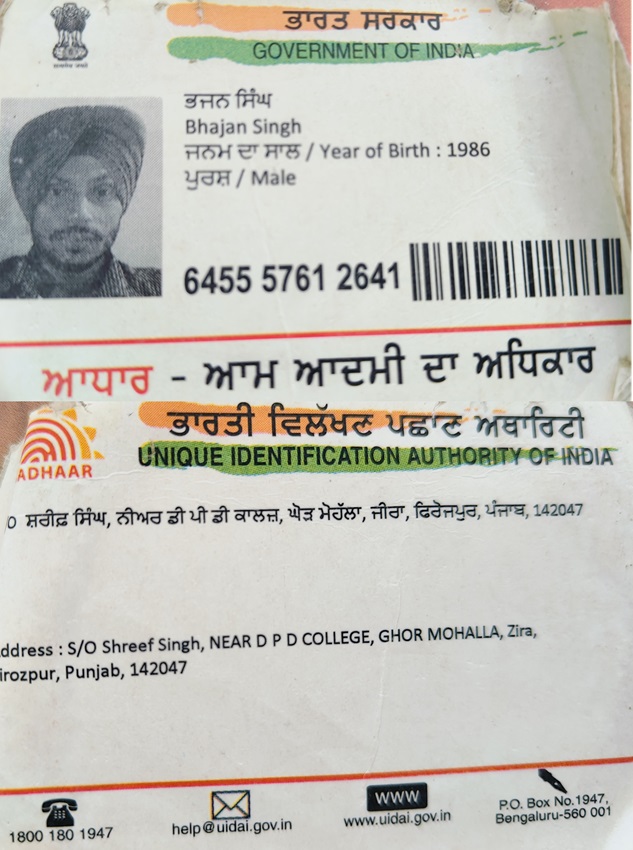 ਭਾਰਤ ਸਰਕਾਰ
GOVERNMENT OF INDIA
ਭਜਨ ਸਿੰਘ
Bhajan Singh
ਜਨਮ ਦਾ ਸਾਲ / Year of Birth : 1986
ਪੁਰਸ਼ / Male
6455 5761 2641
ਆਧਾਰ - ਆਮ ਆਦਮੀ ਦਾ ਅਧਿਕਾਰ
ਭਾਰਤੀ ਵਿਲੱਖਣ ਪਛਾਣ ਅਥਾਰਿਟੀ
UNIQUE IDENTIFICATION AUTHORITY OF INDIA
ADHAAR
O ਸ਼ਰੀਫ਼ ਸਿੰਘ, ਨੀਅਰ ਡੀ ਪੀ ਡੀ ਕਾਲਜ਼, ਘੋੜ ਮੋਹੱਲਾ, ਜੀਰਾ, ਫਿਰੋਜਪੁਰ, ਪੰਜਾਬ, 142047
ddress : S/O Shreef Singh, NEAR D P D COLLEGE, GHOR MOHALLA, Zira,
irozpur, Punjab, 142047
1800 180 1947
help@uidai.gov.in
www
www.uidai.gov.in
P.O. Box No.1947,
Bengaluru-560 001